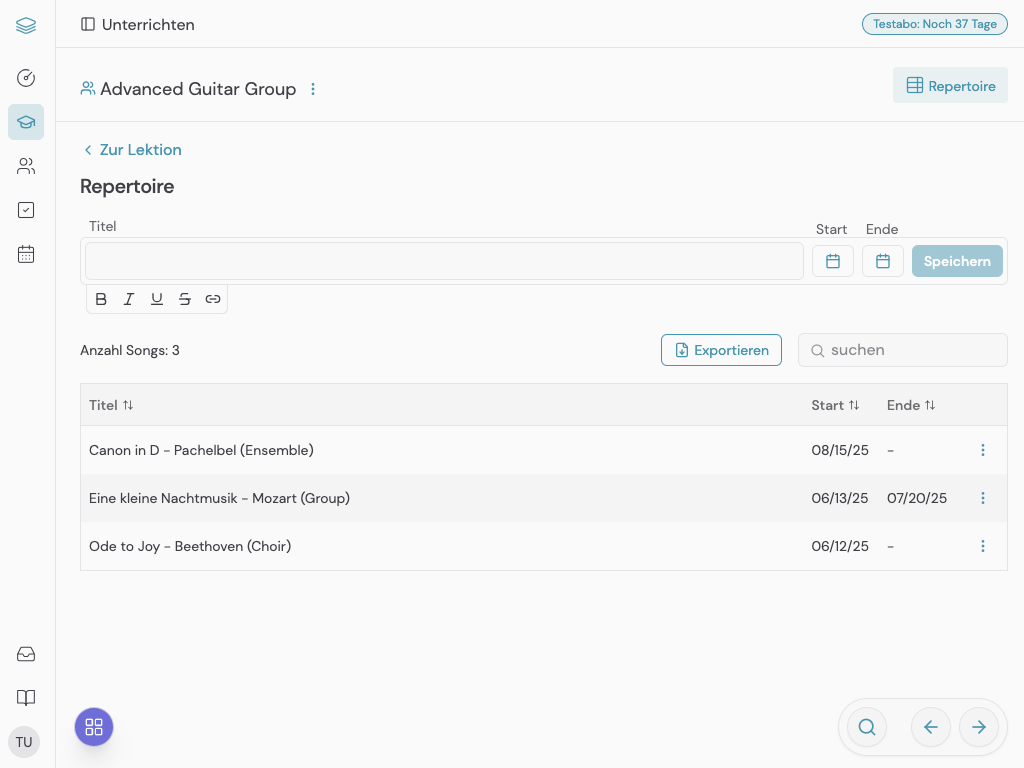 Unterrichten
Testabo: Noch 37 Tage
Advanced Guitar Group
Repertoire
Zur Lektion
Repertoire
Titel
Start
Ende
Speichern
B I U S
Anzahl Songs: 3
Exportieren
suchen
Titel Start Ende
Canon in D - Pachelbel (Ensemble) 08/15/25 -
Eine kleine Nachtmusik - Mozart (Group) 06/13/25 07/20/25
Ode to Joy - Beethoven (Choir) 06/12/25 -
TU